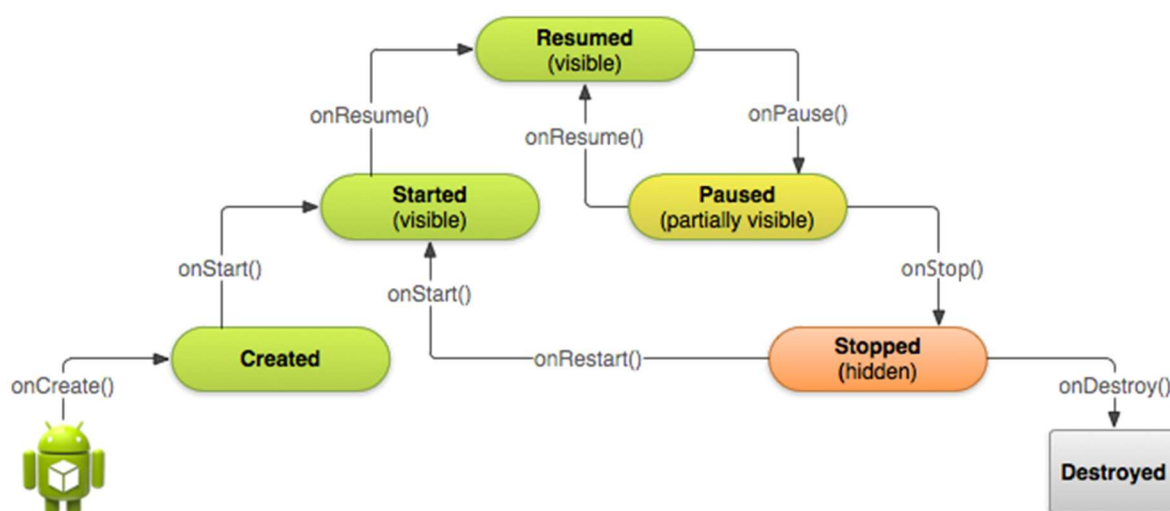 Resumed
(visible)
onResume()
onResume()
onPause()
Started
(visible)
Paused
(partially visible)
onStart()
onStart()
onStop()
Created
onRestart()
Stopped
(hidden)
onCreate()
onDestroy()
Destroyed